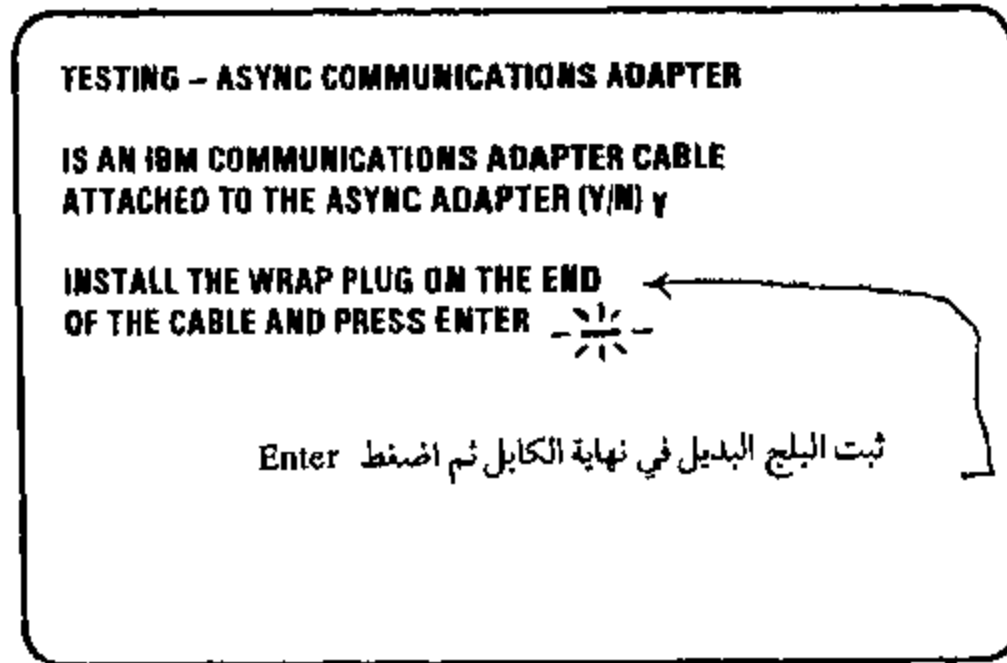 TESTING – ASYNC COMMUNICATIONS ADAPTER
IS AN IBM COMMUNICATIONS ADAPTER CABLE
ATTACHED TO THE ASYNC ADAPTER (Y/N) y
INSTALL THE WRAP PLUG ON THE END
OF THE CABLE AND PRESS ENTER _
ثبت البلج البديل في نهاية الكابل ثم اضغط Enter